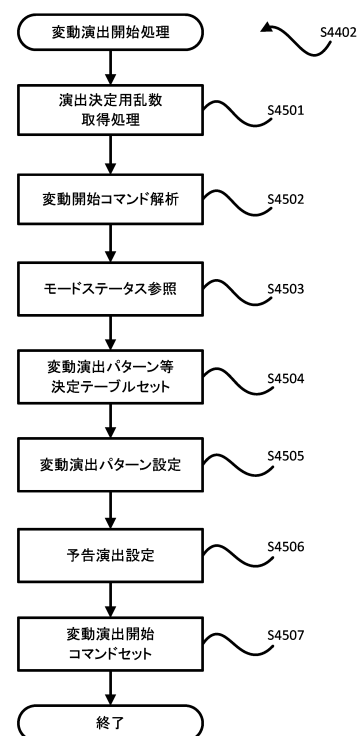 変動演出開始処理
S4402
演出決定用乱数
取得処理
S4501
変動開始コマンド解析
S4502
モードステータス参照
S4503
変動演出パターン等
決定テーブルセット
S4504
変動演出パターン設定
S4505
予告演出設定
S4506
変動演出開始
コマンドセット
S4507
終了